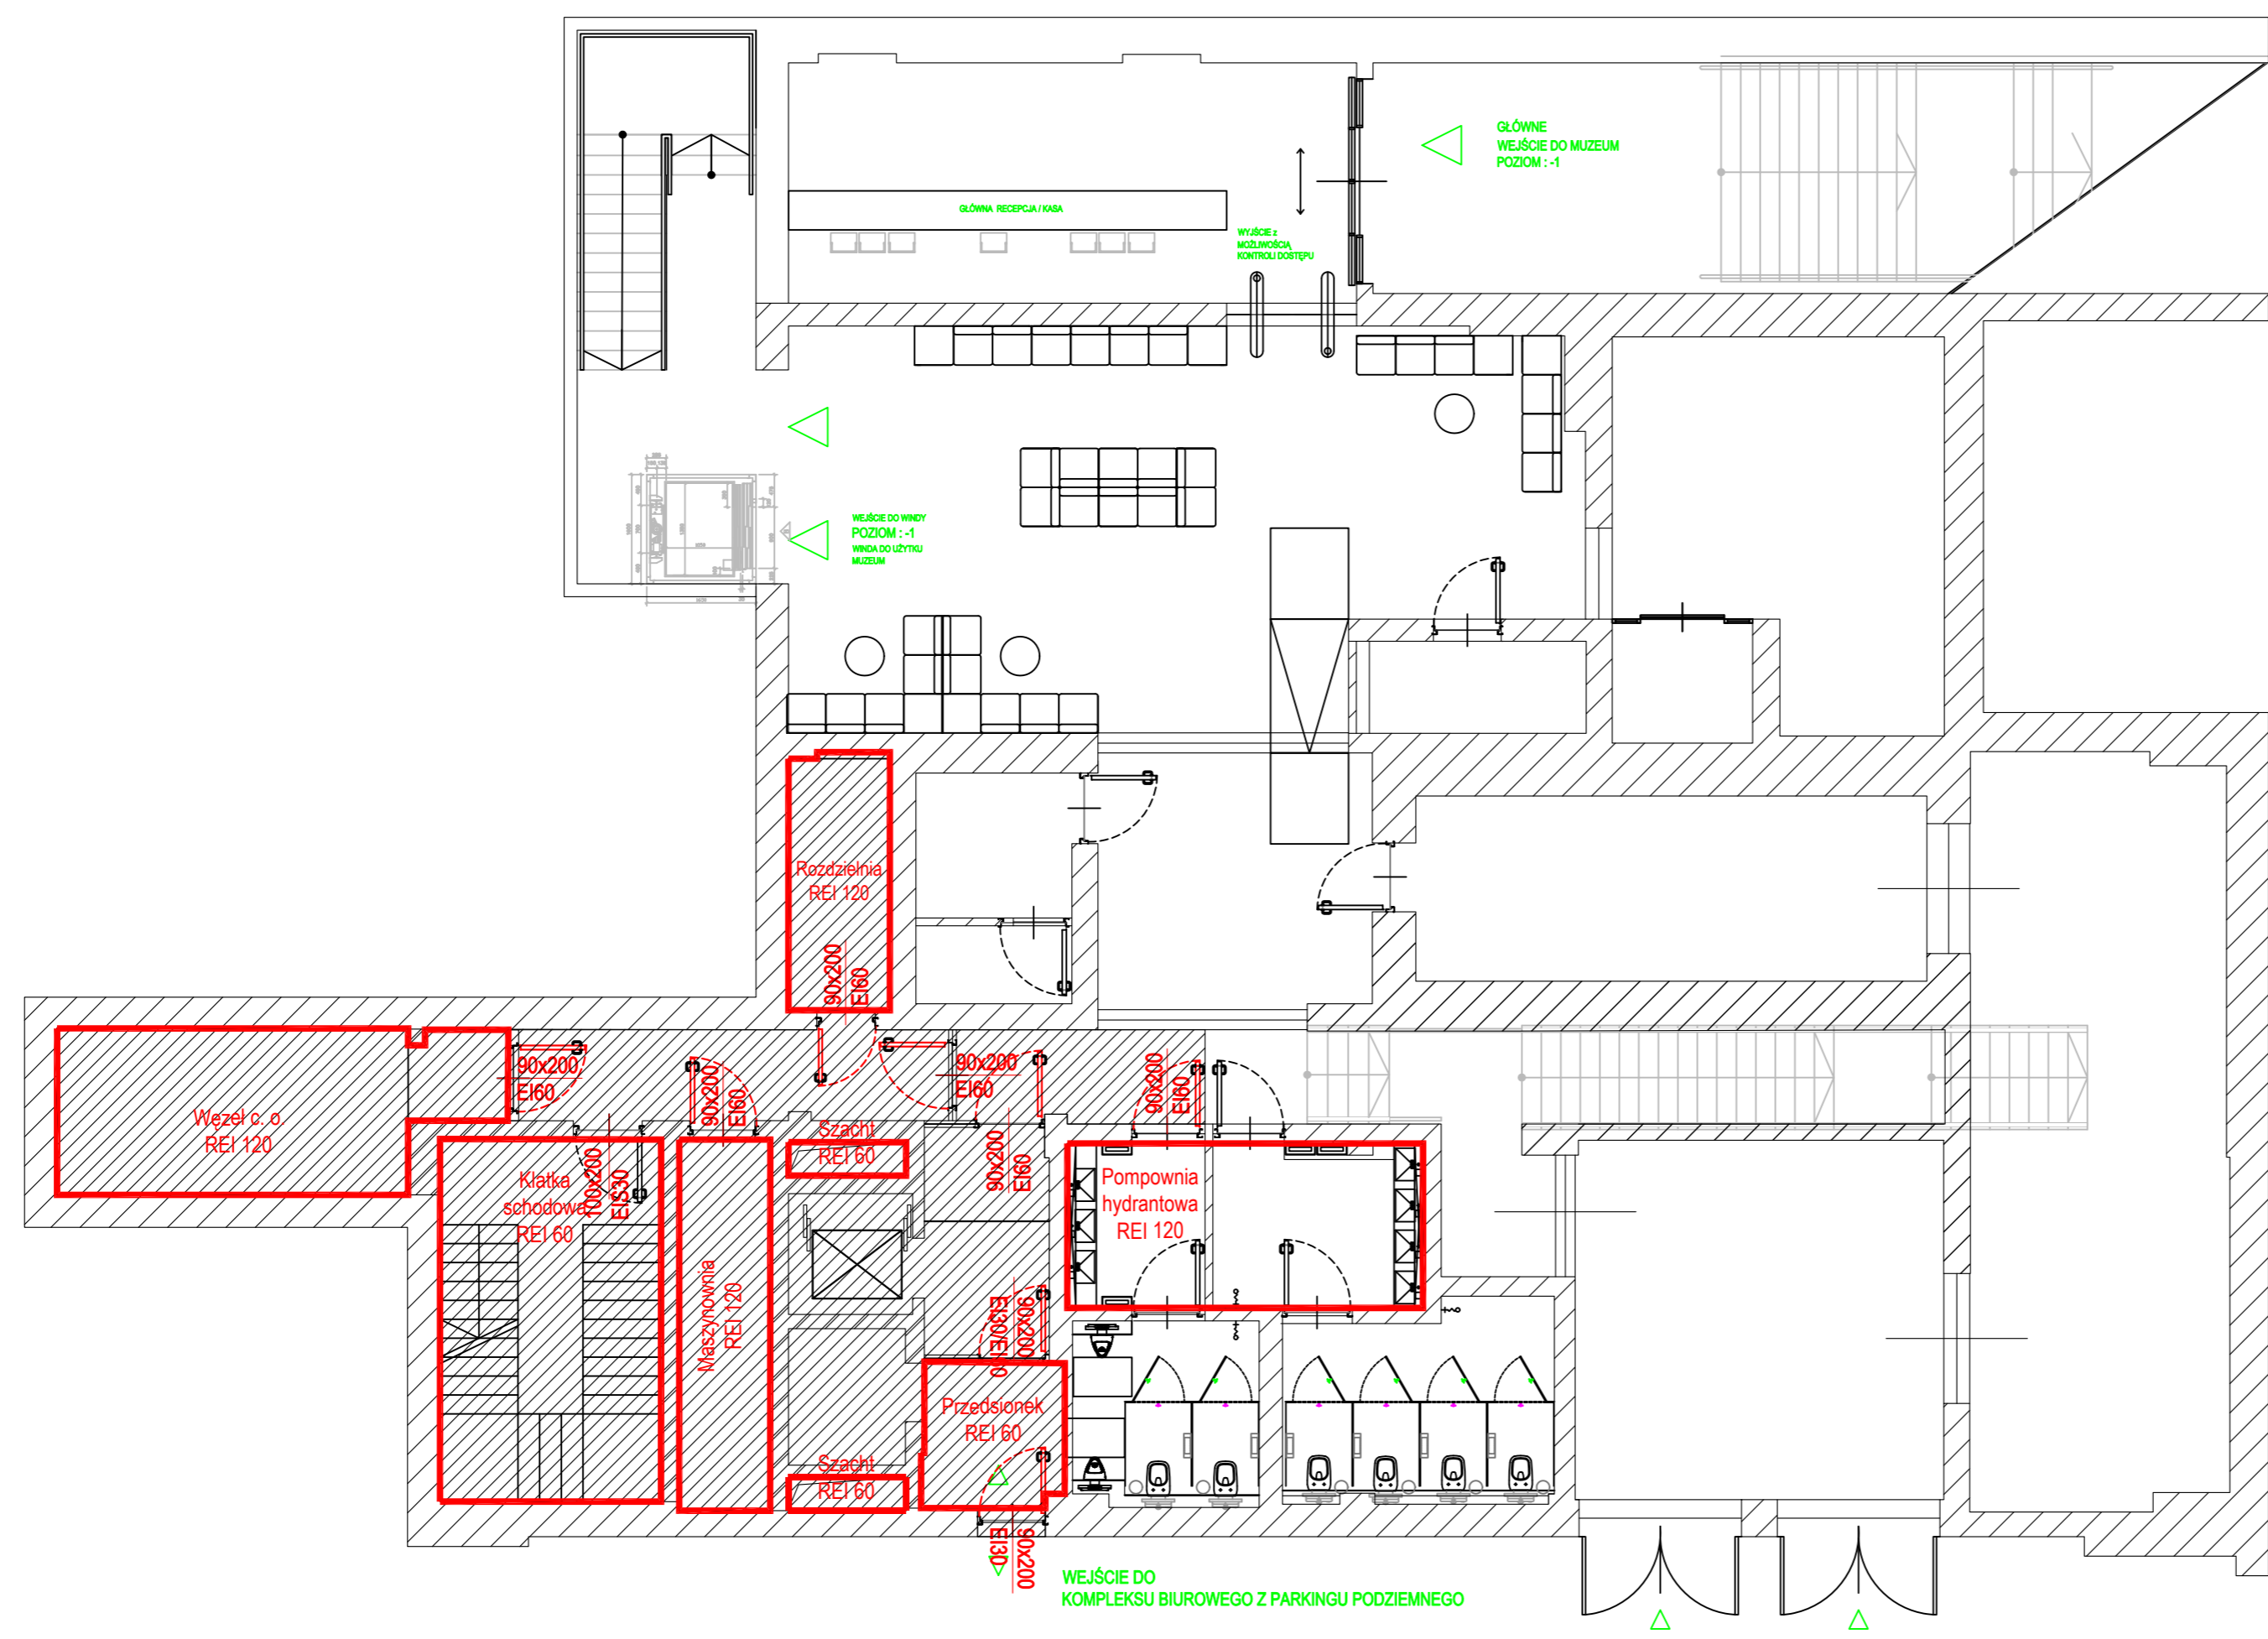 GŁÓWNE
WEJŚCIE DO MUZEUM
POZIOM : -1
GŁÓWNA RECEPCJA / KASA
WYJŚCIE z
MOŻLIWOŚCIĄ
KONTROLI DOSTĘPU
WEJŚCIE DO WINDY
POZIOM : -1
WINDA DO UŻYTKU
MUZEUM
Rozdzielnia
REI 120
90x200
EI60
Węzeł c. o.
REI 120
90x200
EI60
90x200
EI60
90x200
EI60
90x200
EI60
Klatka
schodowa
REI 60
100x200
EIS30
Maszynownia
REI 120
Szacht
REI 60
90x200
EI60
Pompownia
hydrantowa
REI 120
90x200
EI30/EI60
Przedsionek
REI 60
Szacht
REI 60
90x200
EI30
WEJŚCIE DO
KOMPLEKSU BIUROWEGO Z PARKINGU PODZIEMNEGO